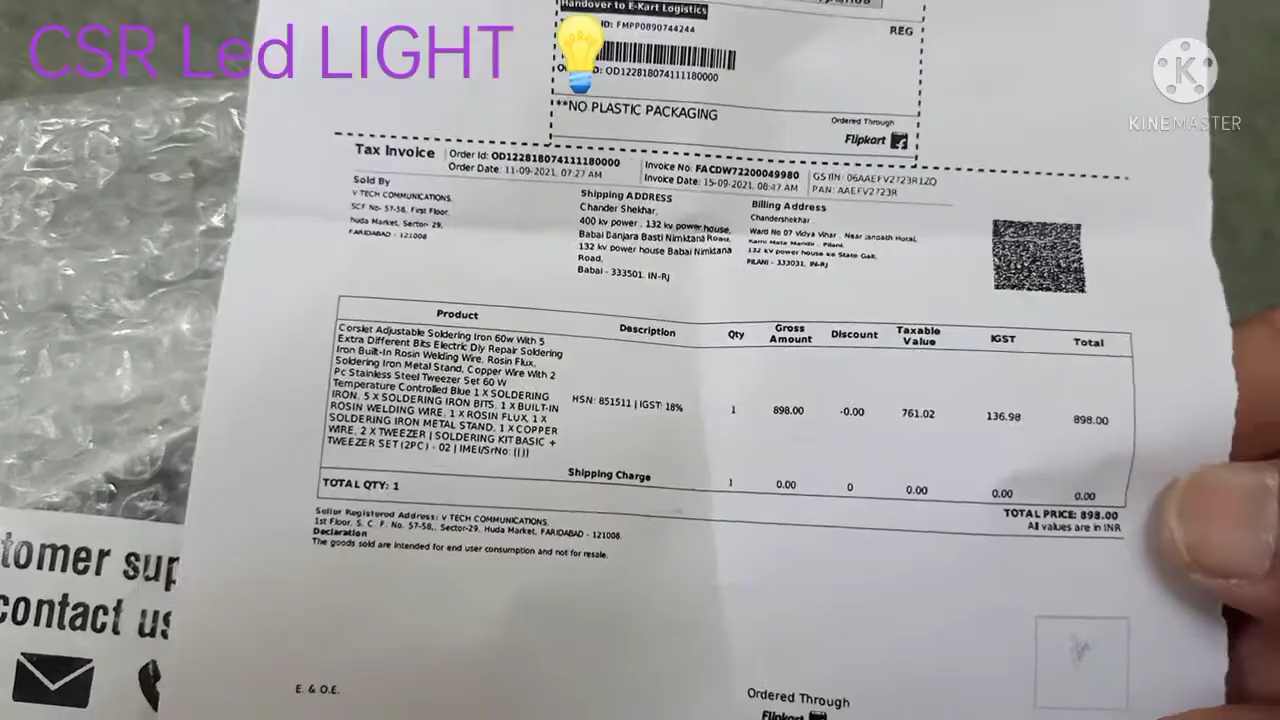 CSR Led LIGHT
KINEMASTER
Handover to E-Kart Logistics
ID: FMPP0890744244
REG
ID: OD122818074111180000
**NO PLASTIC PACKAGING
Ordered Through
Flipkart
Tax Invoice
Order Id: OD122818074111180000
Order Date: 11-09-2021, 07:27 AM
Invoice No: FACDW72200049980
Invoice Date: 15-09-2021, 08:47 AM
GSTIN: 06AAEFV2723R1ZQ
PAN: AAEFV2723R
Sold By
V TECH COMMUNICATIONS,
SCF No- 57-58, First Floor,
huda Market, Sertor- 29,
FARIDABAD - 121008
Shipping ADDRESS
Chander Shekhar,
400 kv power , 132 kv power house,
Babai Banjara Basti Nimktana Road,
132 kv power house Babai Nimktana
Road,
Babai - 333501, IN-RJ
Billing Address
Chandershekhar ,
Ward No 07 Vidya Vihar , Near Hotal,
Pilani,
132 kv power house ke State Gali,
PILANI - 333031, IN-RJ
Product Description Qty Gross Amount Discount Taxable Value IGST Total
Corslet Adjustable Soldering Iron 60w With 5
Extra Different Bits Electric Diy Repair Soldering
Iron Built-In Rosin Welding Wire, Rosin Flux,
Soldering Iron Metal Stand, Copper Wire With 2
Pc Stainless Steel Tweezer Set 60 W
Temperature Controlled Blue 1 X SOLDERING
IRON, 5 X SOLDERING IRON BITS, 1 X BUILT-IN
ROSIN WELDING WIRE, 1 X ROSIN FLUX, 1 X
SOLDERING IRON METAL STAND, 1 X COPPER
WIRE, 2 X TWEEZER | SOLDERING KIT BASIC +
TWEEZER SET (2PC) - 02 | IMEI/SrNo: [[]]
HSN: 851511 | IGST: 18% 1 898.00 -0.00 761.02 136.98 898.00
Shipping Charge 1 0.00 0 0.00 0.00 0.00
TOTAL QTY: 1
TOTAL PRICE: 898.00
All values are in INR
Seller Registered Address: V TECH COMMUNICATIONS,
1st Floor, S. C. F. No. 57-58,, Sector-29, Huda Market, FARIDABAD - 121008
Declaration
The goods sold are intended for end user consumption and not for resale.
E. & O.E.
Ordered Through
Flipkart
tomer sup
contact us